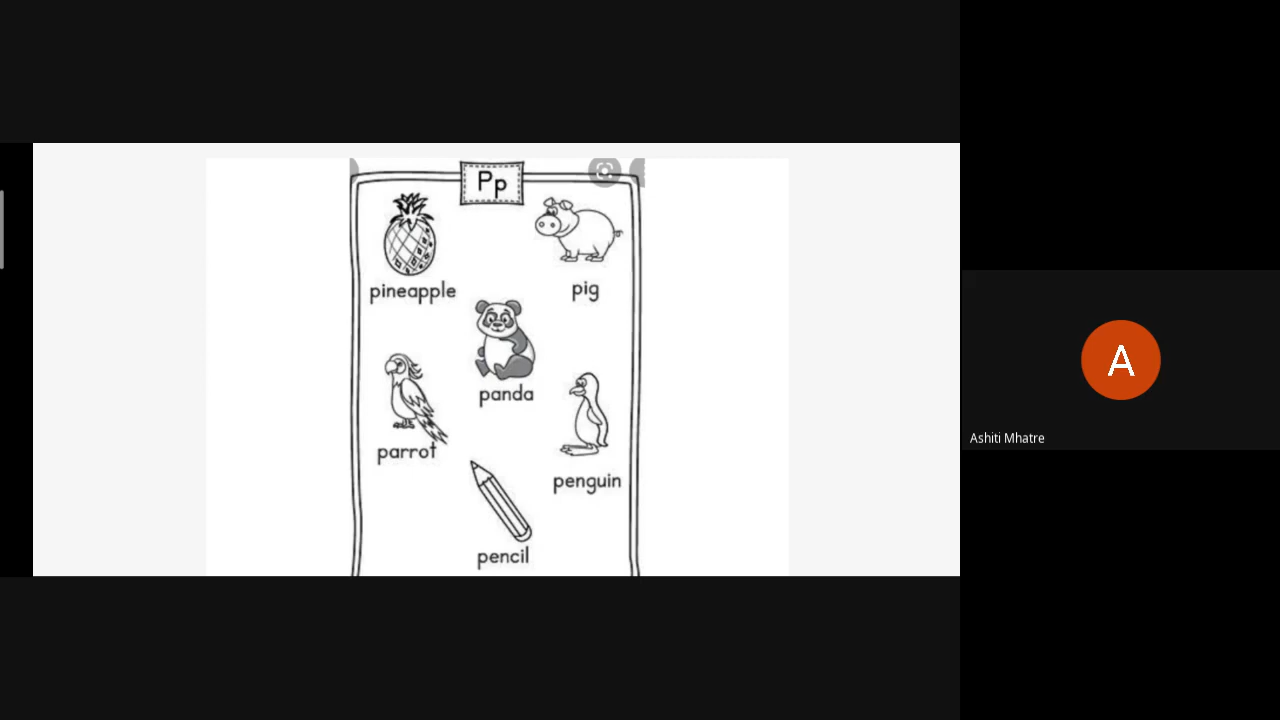 Pp
pineapple
pig
panda
parrot
penguin
pencil
A
Ashiti Mhatre